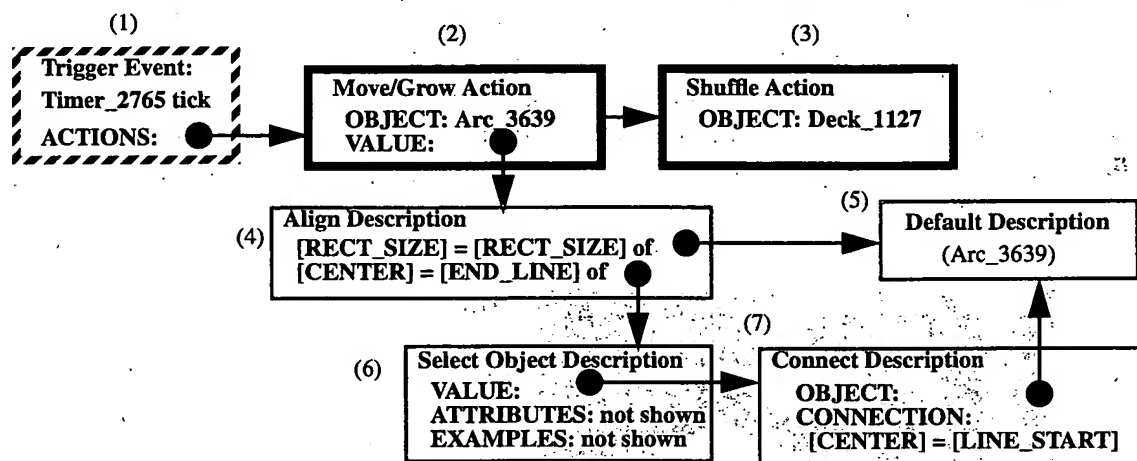 (1)
Trigger Event:
Timer_2765 tick
ACTIONS:
(2)
Move/Grow Action
OBJECT: Arc_3639
VALUE:
(3)
Shuffle Action
OBJECT: Deck_1127
(4)
Align Description
[RECT_SIZE] = [RECT_SIZE] of
[CENTER] = [END_LINE] of
(5)
Default Description
(Arc_3639)
(6)
Select Object Description
VALUE:
ATTRIBUTES: not shown
EXAMPLES: not shown
(7)
Connect Description
OBJECT:
CONNECTION:
[CENTER] = [LINE_START]